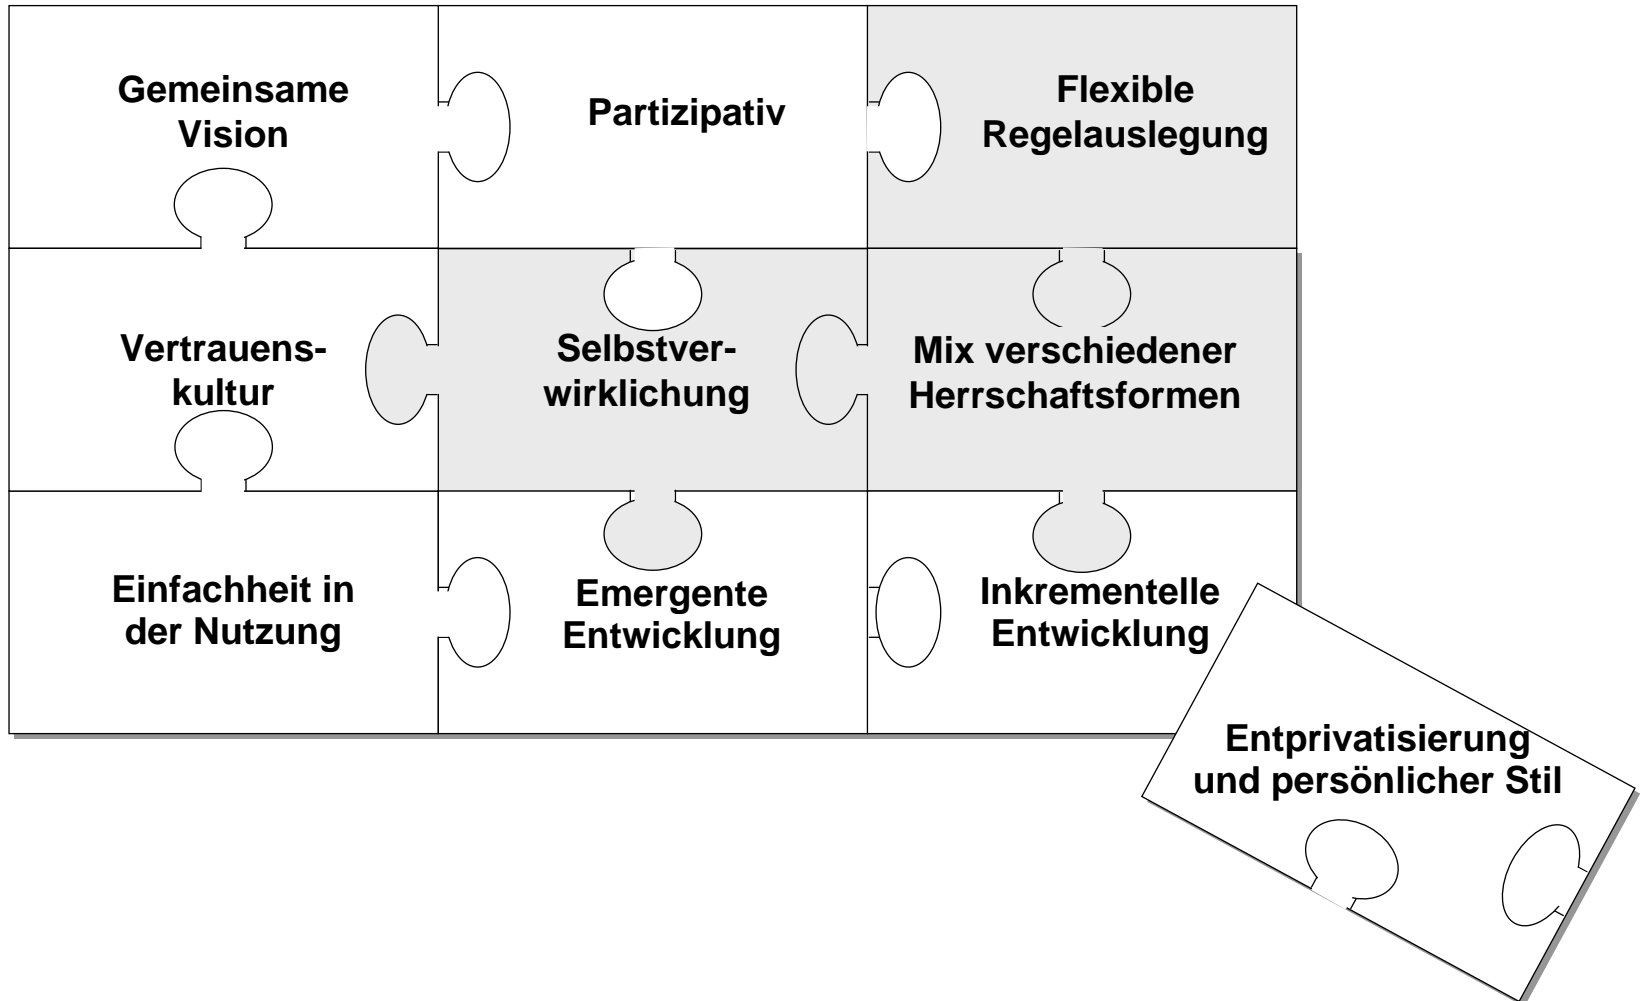 Gemeinsame
Vision
Partizipativ
Flexible
Regelauslegung
Vertrauens-
kultur
Selbstver-
wirklichung
Mix verschiedener
Herrschaftsformen
Einfachheit in
der Nutzung
Emergente
Entwicklung
Inkrementelle
Entwicklung
Entprivatisierung
und persönlicher Stil